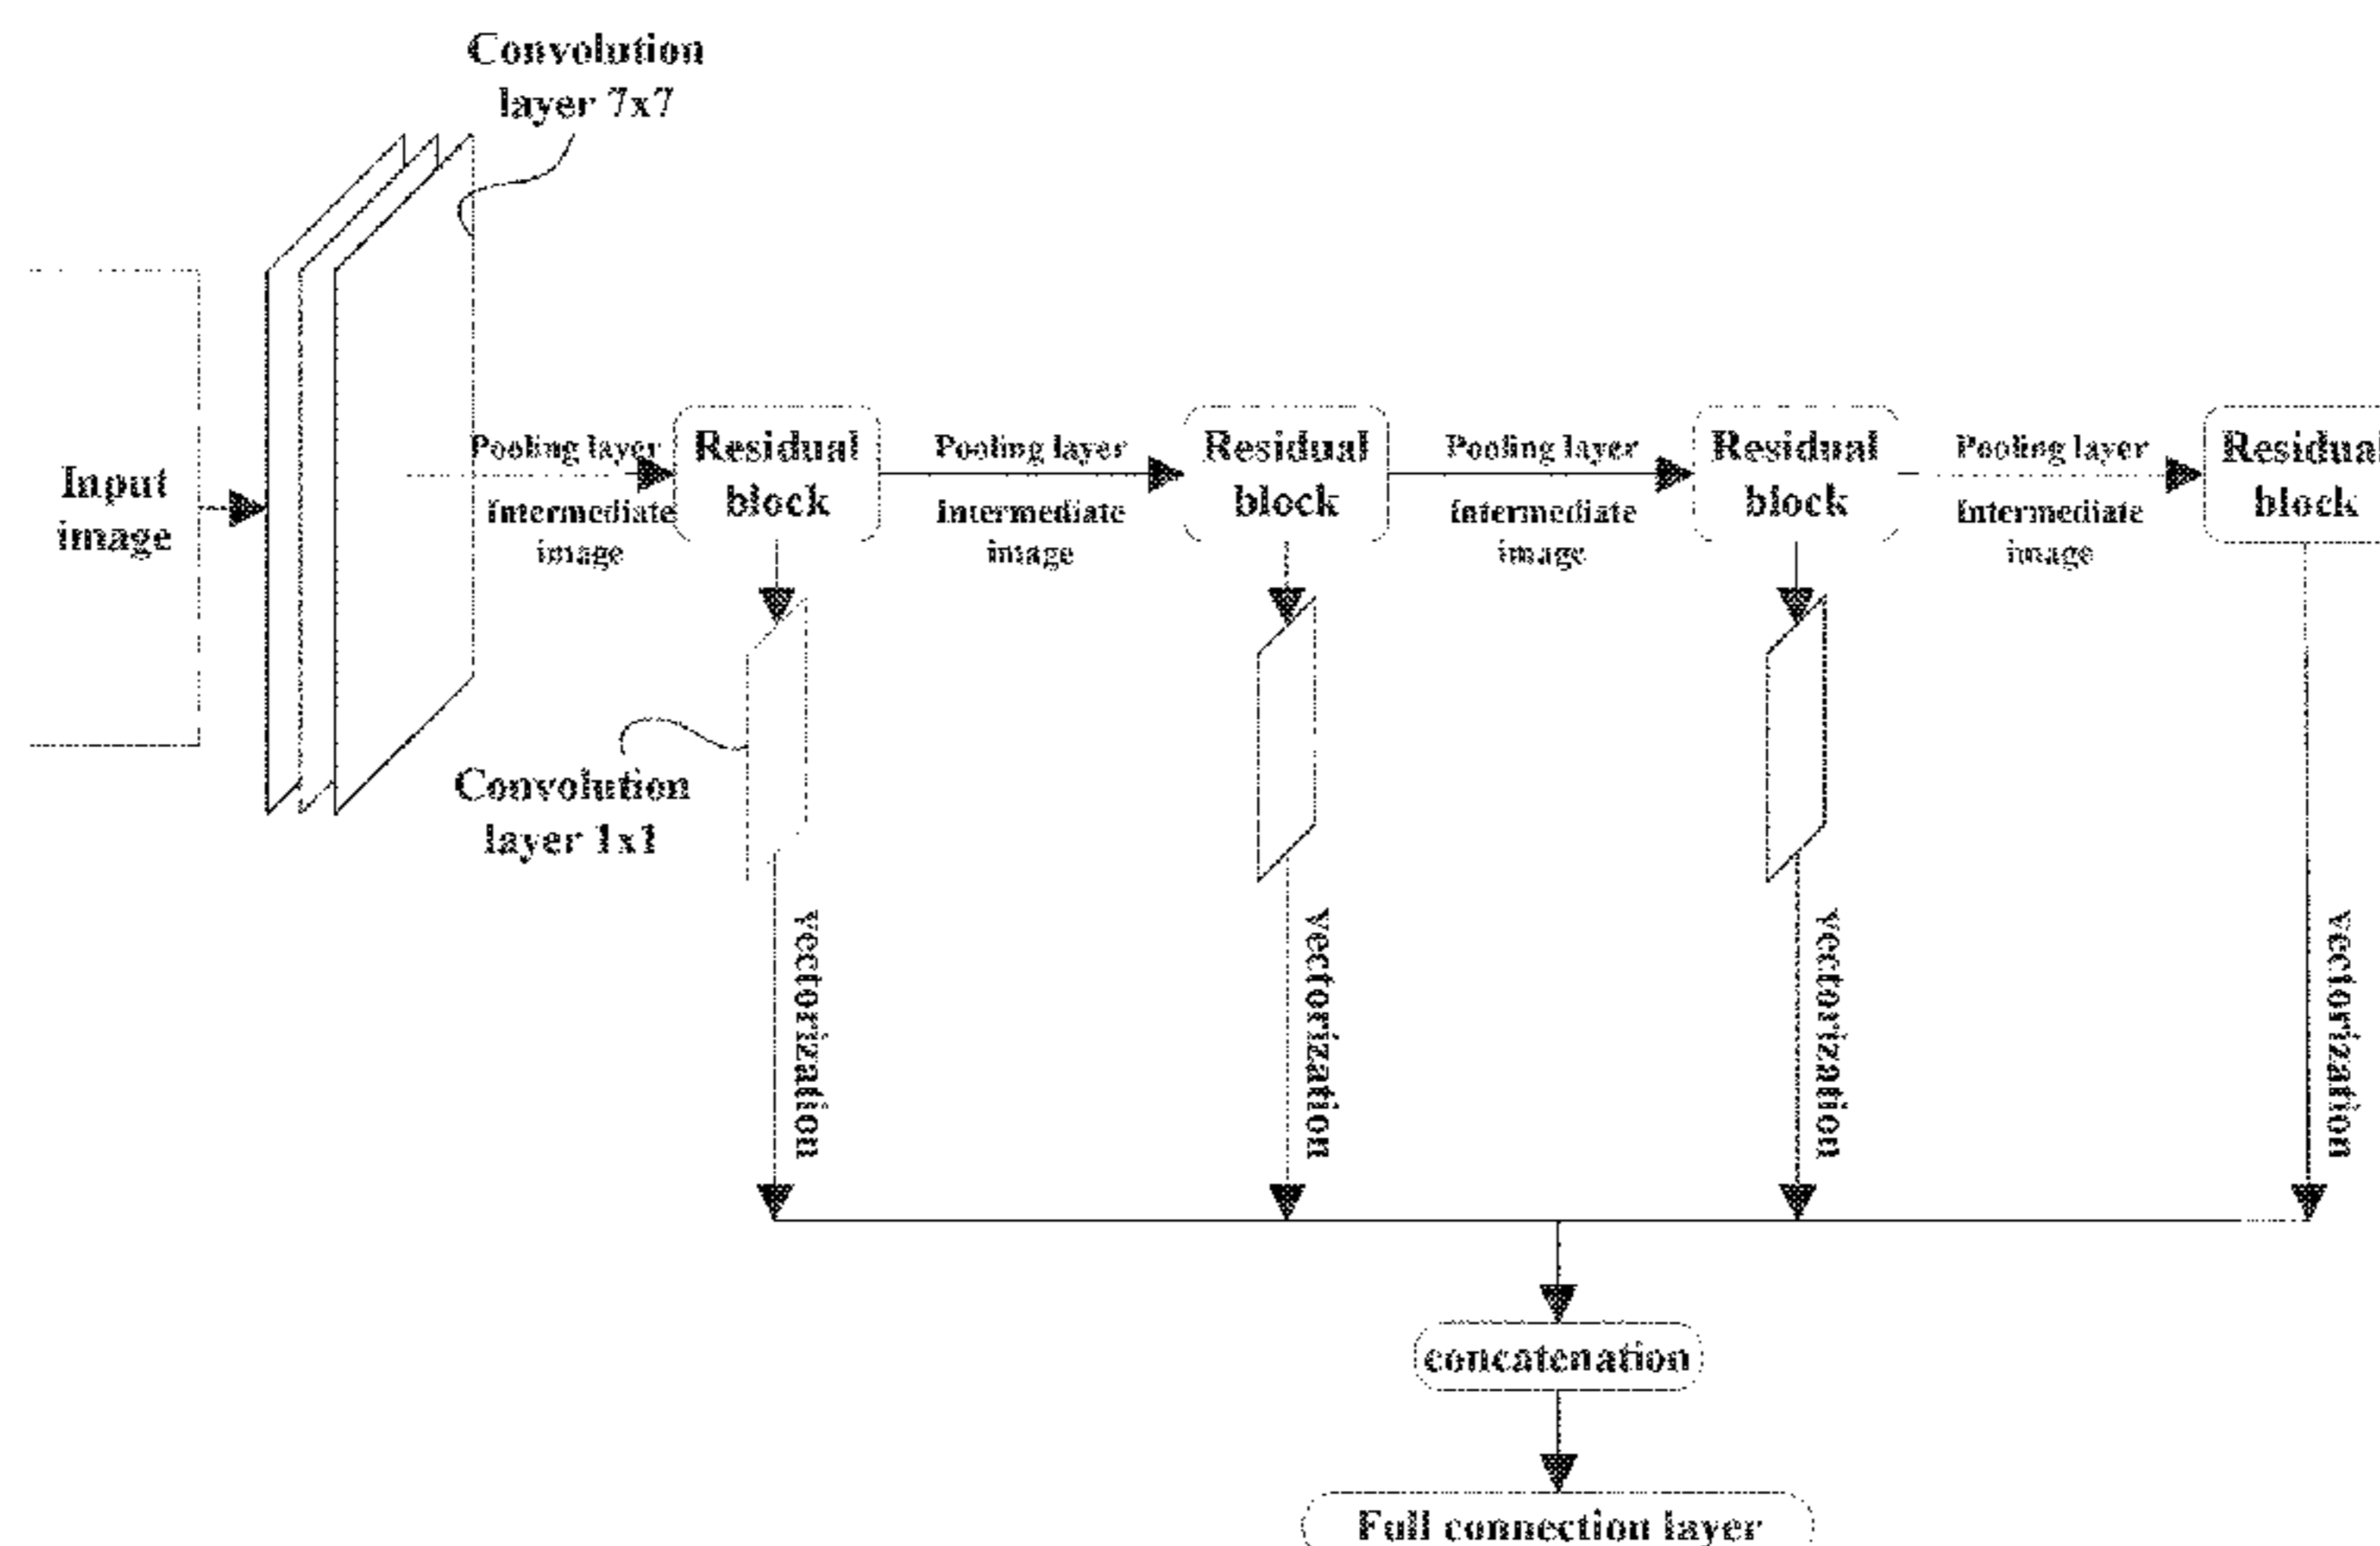 Convolution
layer 7x7
Input
image
Pooling layer
Intermediate
image
Residual
block
Pooling layer
Intermediate
image
Residual
block
Pooling layer
Intermediate
image
Residual
block
Pooling layer
Intermediate
image
Residual
block
Convolution
layer 1x1
vectorization
vectorization
vectorization
vectorization
concatenation
Full connection layer